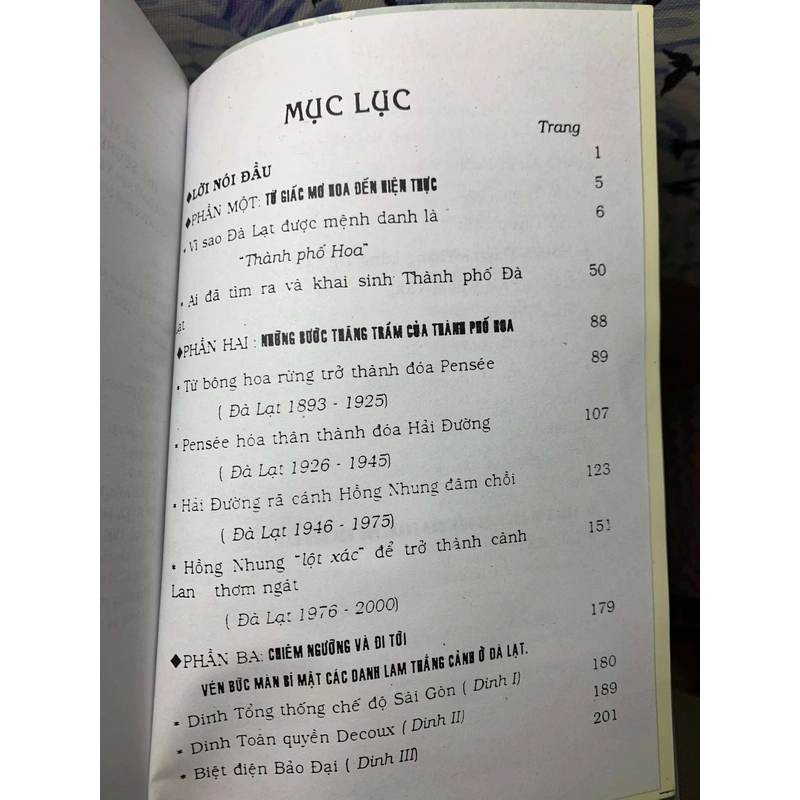 MỤC LỤC
Trang
◆LỜI NÓI ĐẦU 1
◆PHẦN MỘT: TỪ GIẤC MƠ HOA ĐẾN HIỆN THỰC 5
* Vì sao Đà Lạt được mệnh danh là 6
"Thành phố Hoa"
* Ai đã tìm ra và khai sinh Thành phố Đà 50
Lạt
◆PHẦN HAI : NHỮNG BƯỚC THĂNG TRẦM CỦA THÀNH PHỐ HOA 88
* Từ bông hoa rừng trở thành đóa Pensée 89
( Đà Lạt 1893 - 1925)
* Pensée hóa thân thành đóa Hải Đường 107
( Đà Lạt 1926 - 1945)
* Hải Đường rã cánh Hồng Nhung đâm chồi 123
( Đà Lạt 1946 - 1975)
* Hồng Nhung "lột xác" để trở thành cành 151
Lan thơm ngát
( Đà Lạt 1976 - 2000)
◆PHẦN BA: CHIÊM NGƯỠNG VÀ ĐI TỚI 179
VÉN BỨC MÀN BÍ MẬT CÁC DANH LAM THẮNG CẢNH Ở ĐÀ LẠT.
* Dinh Tổng thống chế độ Sài Gòn ( Dinh I) 180
* Dinh Toàn quyền Decoux ( Dinh II) 189
* Biệt điện Bảo Đại ( Dinh III) 201